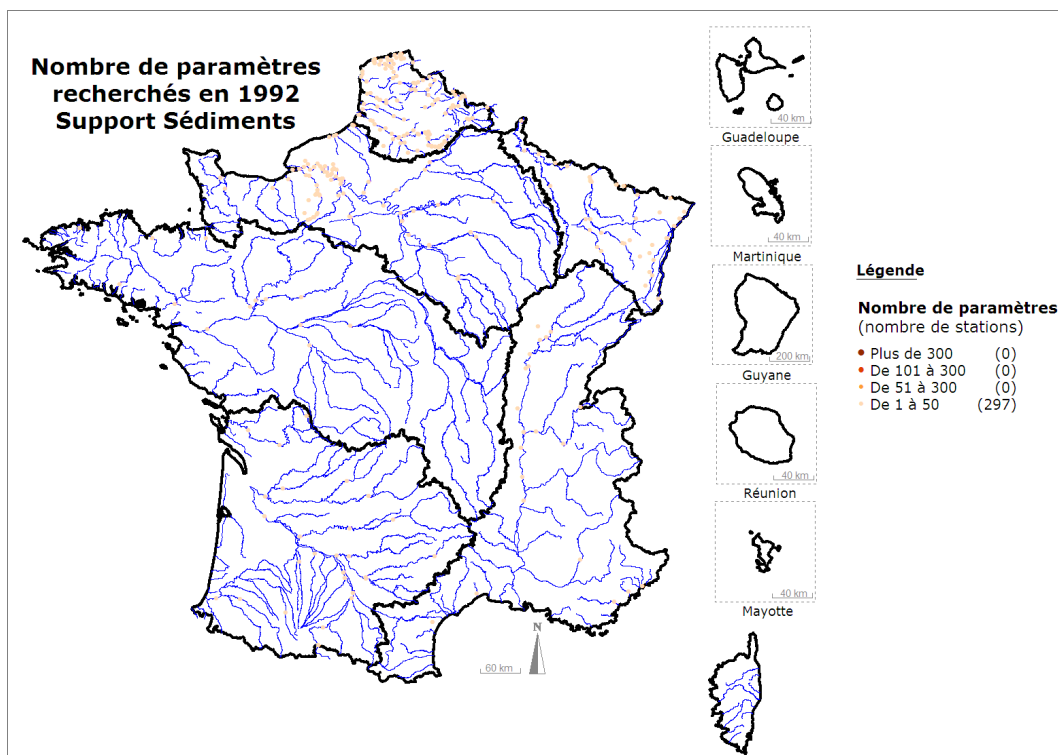 Nombre de paramètres
recherchés en 1992
Support Sédiments
40 km
Guadeloupe
40 km
Martinique
200 km
Guyane
40 km
Réunion
40 km
Mayotte
N
60 km
Légende
Nombre de paramètres
(nombre de stations)
Plus de 300 (0)
De 101 à 300 (0)
De 51 à 300 (0)
De 1 à 50 (297)